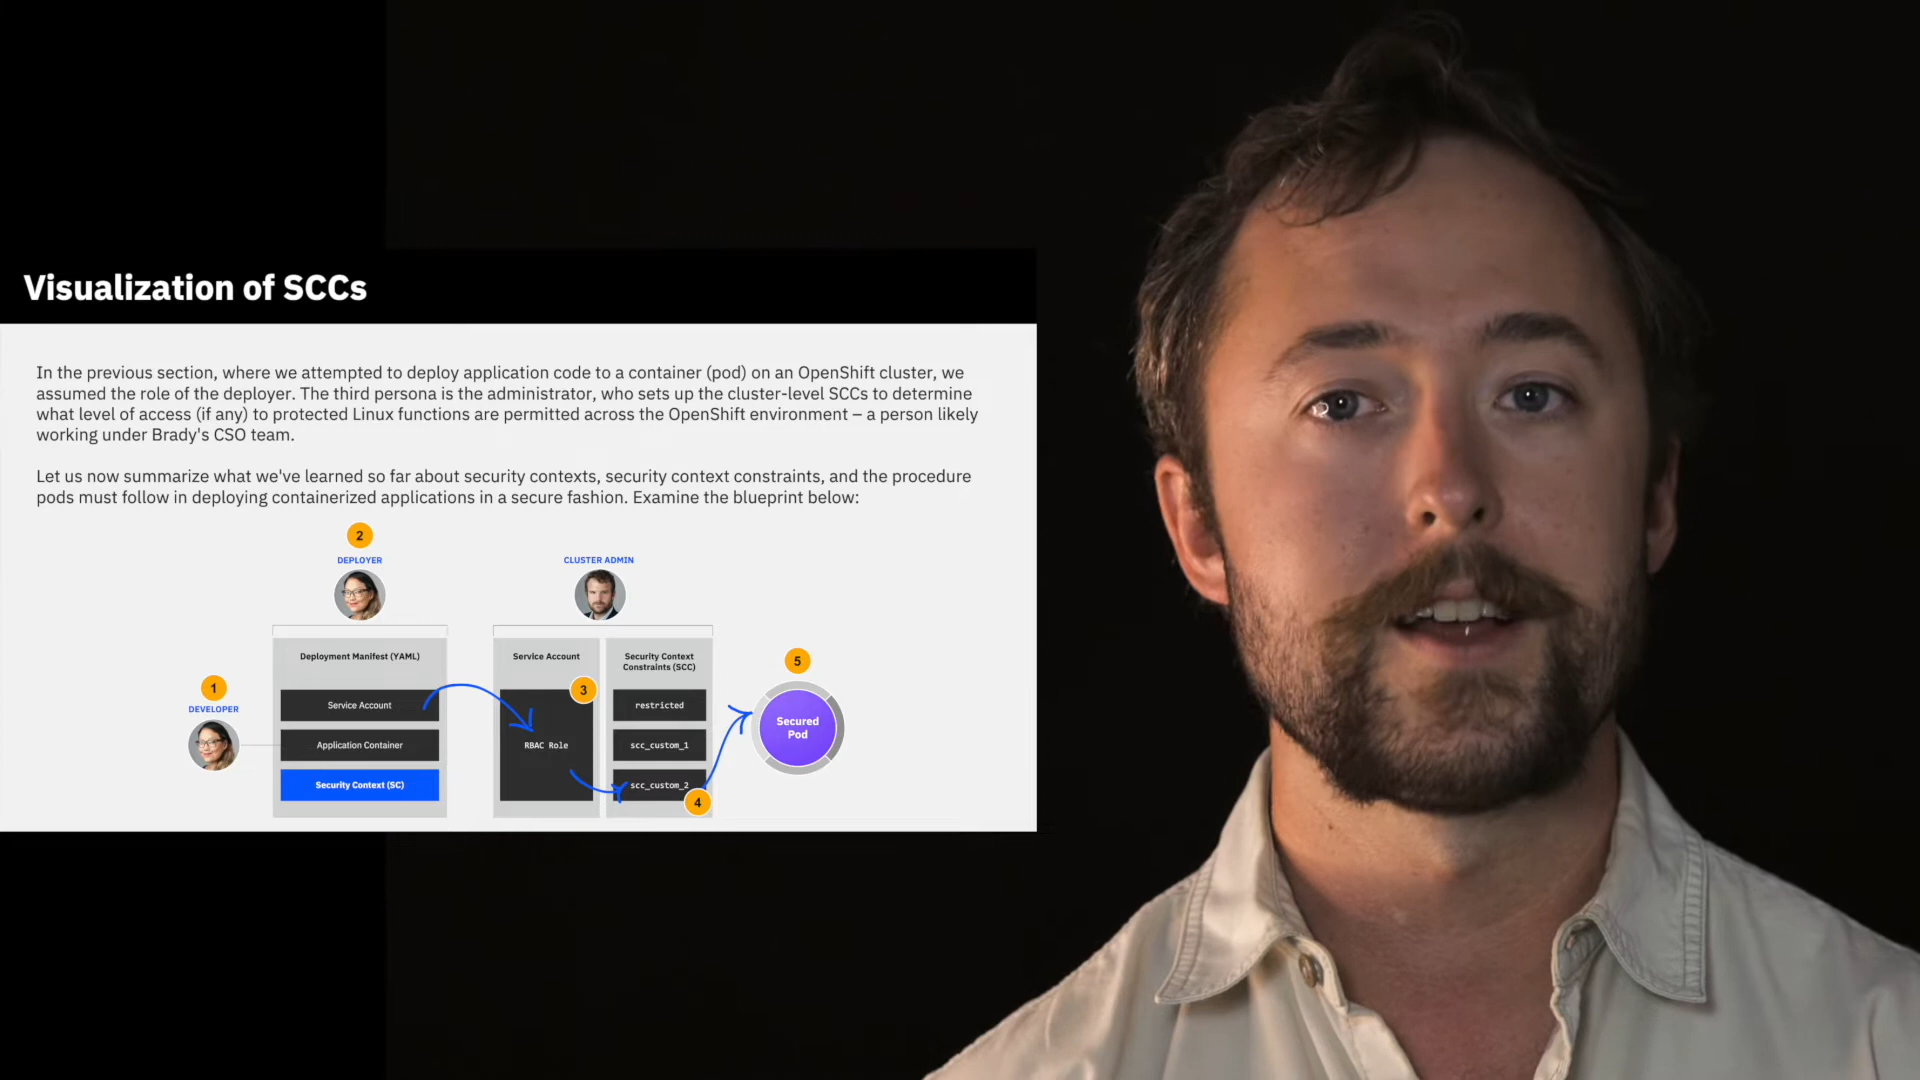 Visualization of SCCs
In the previous section, where we attempted to deploy application code to a container (pod) on an OpenShift cluster, we
assumed the role of the deployer. The third persona is the administrator, who sets up the cluster-level SCCs to determine
what level of access (if any) to protected Linux functions are permitted across the OpenShift environment – a person likely
working under Brady's CSO team.
Let us now summarize what we've learned so far about security contexts, security context constraints, and the procedure
pods must follow in deploying containerized applications in a secure fashion. Examine the blueprint below:
2
DEPLOYER
CLUSTER ADMIN
1
DEVELOPER
Deployment Manifest (YAML)
Service Account
Application Container
Security Context (SC)
Service Account
3
RBAC Role
Security Context
Constraints (SCC)
restricted
scc_custom_1
scc_custom_2
4
5
Secured
Pod